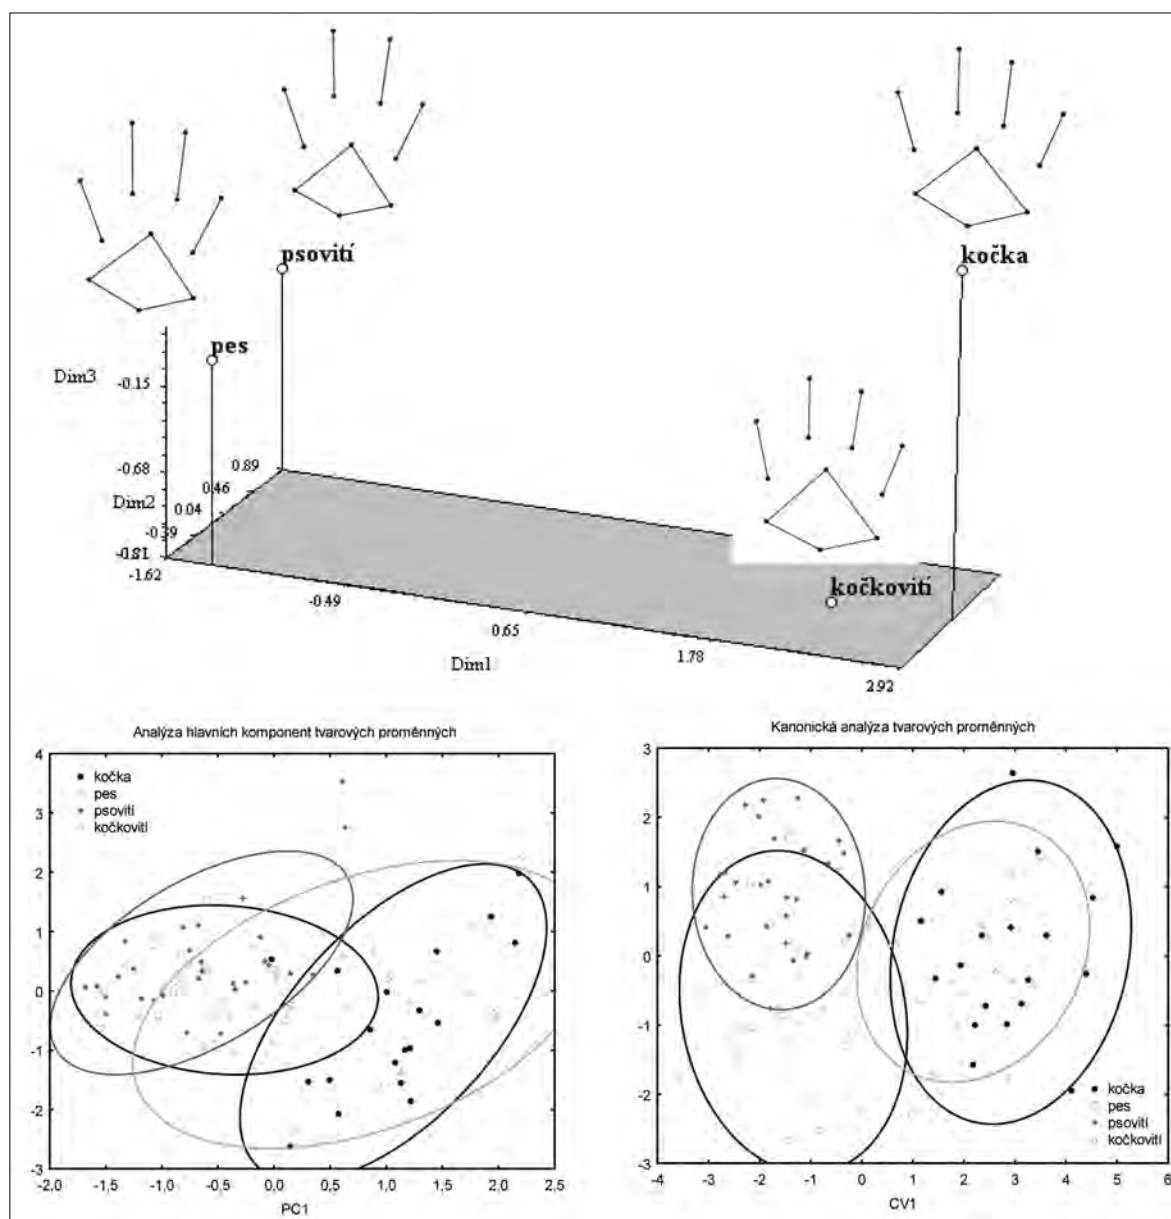 psovití
kočka
pes
Dim3
-0.15
-0.68
0.89
Dim2
0.46
0.04
-0.39
-1.62
kočkovití
-0.49
0.65
1.78
2.92
Dim1
Analýza hlavních komponent tvarových proměnných
4
3
2
1
0
-1
-2
-3
kočka
pes
psovití
kočkovití
-2,0 -1,5 -1,0 -0,5 0,0 0,5 1,0 1,5 2,0 2,5
PC1
Kanonická analýza tvarových proměnných
3
2
1
0
-1
-2
-3
kočka
pes
psovití
kočkovití
-4 -3 -2 -1 0 1 2 3 4 5 6
CV1